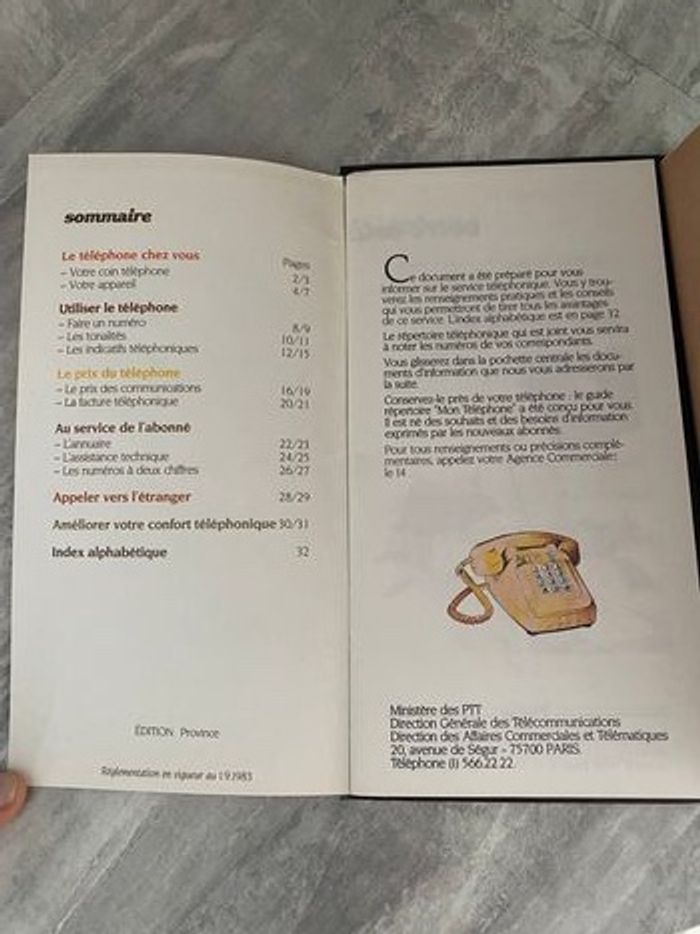 sommaire
Le téléphone chez vous
Pages
– Votre coin téléphone 2/3
– Votre appareil 4/7
Utiliser le téléphone
– Faire un numéro 8/9
– Les tonalités 10/11
– Les indicatifs téléphoniques 12/15
Le prix du téléphone
– Le prix des communications 16/19
– La facture téléphonique 20/21
Au service de l'abonné
– L'annuaire 22/23
– L'assistance technique 24/25
– Les numéros à deux chiffres 26/27
Appeler vers l'étranger 28/29
Améliorer votre confort téléphonique 30/31
Index alphabétique 32
ÉDITION Province
Réglementation en vigueur au 1.9.1983
Ce document a été préparé pour vous
informer sur le service téléphonique. Vous y trou-
verez les renseignements pratiques et les conseils
qui vous permettront de tirer tous les avantages
de ce service. L'index alphabétique est en page 32
Le répertoire téléphonique qui est joint vous servira
à noter les numéros de vos correspondants.
Vous glisserez dans la pochette centrale les docu-
ments d'information que nous vous adresserons par
la suite.
Conservez-le près de votre téléphone : le guide
répertoire "Mon Téléphone" a été conçu pour vous.
Il est né des souhaits et des besoins d'information
exprimés par les nouveaux abonnés.
Pour tous renseignements ou précisions complé-
mentaires, appelez votre Agence Commerciale :
le 14
Ministère des PTT
Direction Générale des Télécommunications
Direction des Affaires Commerciales et Télématiques
20, avenue de Ségur - 75700 PARIS.
Téléphone (1) 566.22.22.